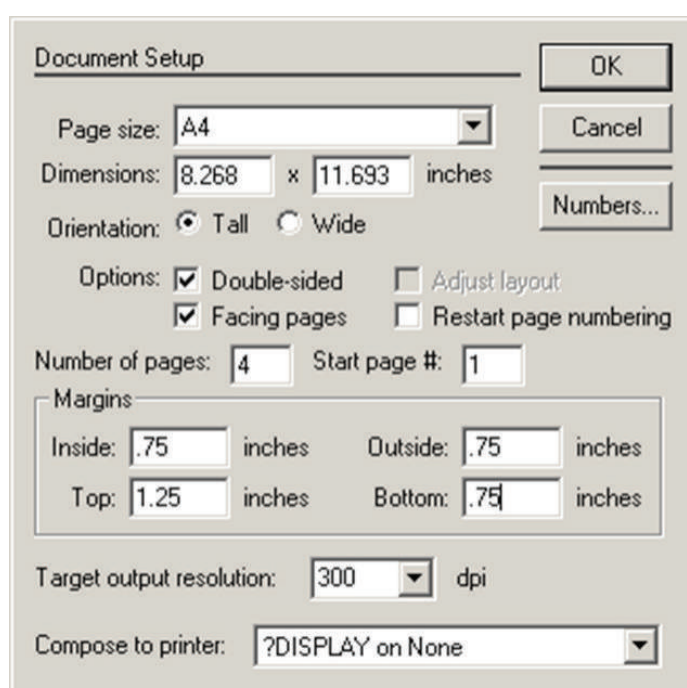 Document Setup
OK
Page size: A4
Cancel
Dimensions: 8.268 x 11.693 inches
Numbers...
Orientation: Tall Wide
Options: Double-sided Adjust layout
Facing pages Restart page numbering
Number of pages: 4 Start page #: 1
Margins
Inside: .75 inches Outside: .75 inches
Top: 1.25 inches Bottom: .75 inches
Target output resolution: 300 dpi
Compose to printer: ?DISPLAY on None